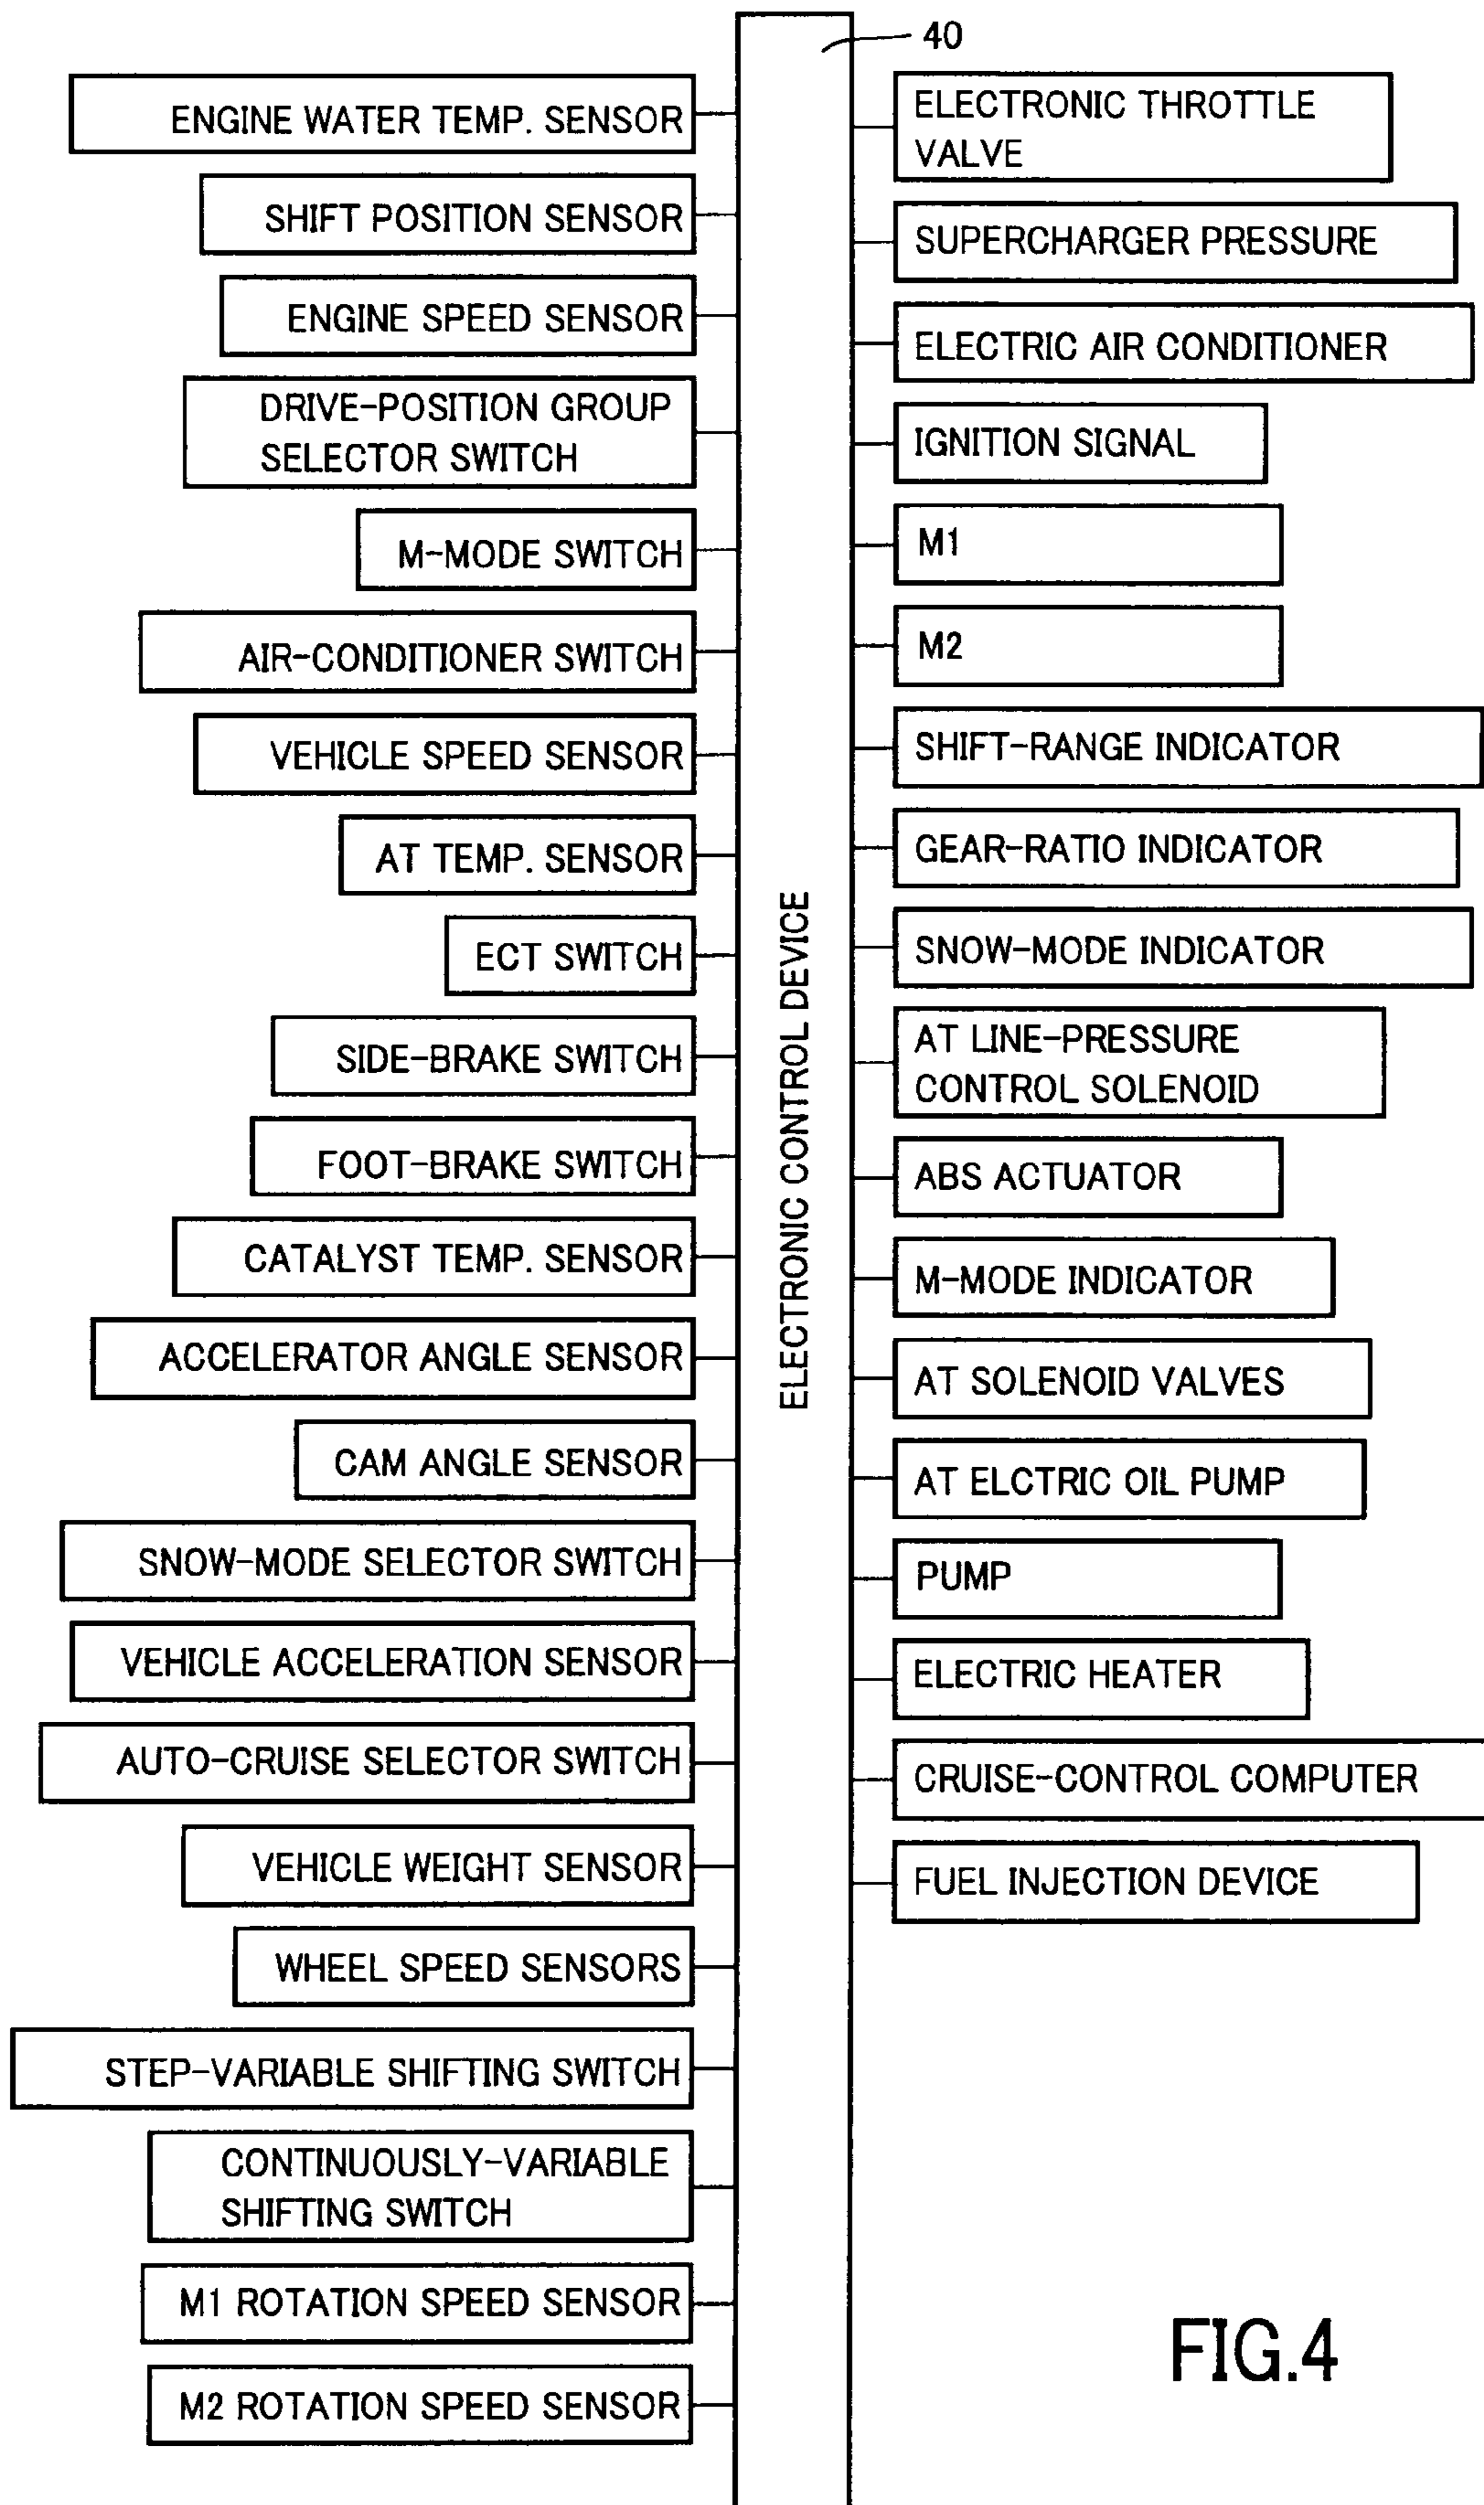 40
ENGINE WATER TEMP. SENSOR
SHIFT POSITION SENSOR
ENGINE SPEED SENSOR
DRIVE-POSITION GROUP
SELECTOR SWITCH
M-MODE SWITCH
AIR-CONDITIONER SWITCH
VEHICLE SPEED SENSOR
AT TEMP. SENSOR
ECT SWITCH
SIDE-BRAKE SWITCH
FOOT-BRAKE SWITCH
CATALYST TEMP. SENSOR
ACCELERATOR ANGLE SENSOR
CAM ANGLE SENSOR
SNOW-MODE SELECTOR SWITCH
VEHICLE ACCELERATION SENSOR
AUTO-CRUISE SELECTOR SWITCH
VEHICLE WEIGHT SENSOR
WHEEL SPEED SENSORS
STEP-VARIABLE SHIFTING SWITCH
CONTINUOUSLY-VARIABLE
SHIFTING SWITCH
M1 ROTATION SPEED SENSOR
M2 ROTATION SPEED SENSOR
ELECTRONIC CONTROL DEVICE
ELECTRONIC THROTTLE
VALVE
SUPERCHARGER PRESSURE
ELECTRIC AIR CONDITIONER
IGNITION SIGNAL
M1
M2
SHIFT-RANGE INDICATOR
GEAR-RATIO INDICATOR
SNOW-MODE INDICATOR
AT LINE-PRESSURE
CONTROL SOLENOID
ABS ACTUATOR
M-MODE INDICATOR
AT SOLENOID VALVES
AT ELCTRIC OIL PUMP
PUMP
ELECTRIC HEATER
CRUISE-CONTROL COMPUTER
FUEL INJECTION DEVICE
FIG.4